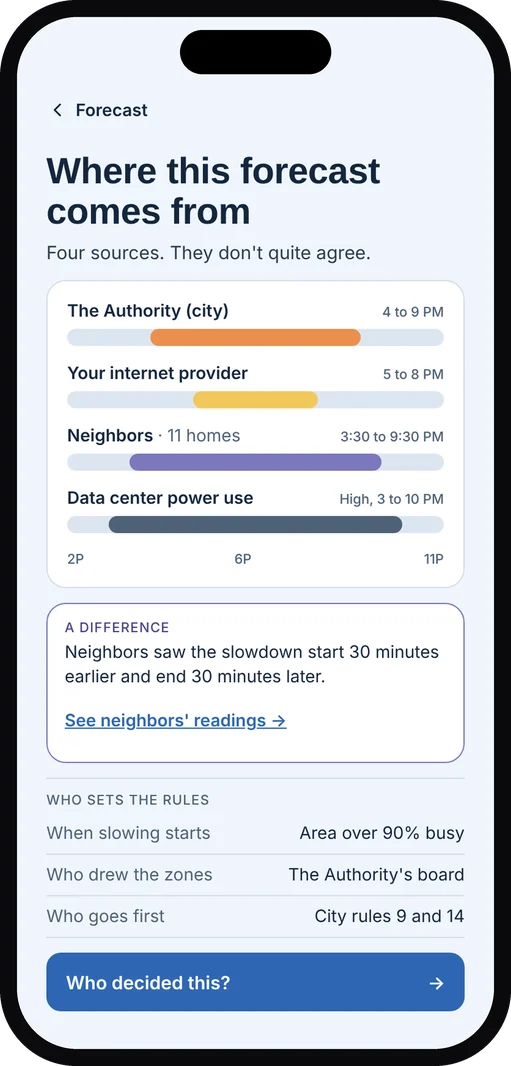 Forecast
Where this forecast
comes from
Four sources. They don't quite agree.
The Authority (city) 4 to 9 PM
Your internet provider 5 to 8 PM
Neighbors · 11 homes 3:30 to 9:30 PM
Data center power use High, 3 to 10 PM
2P 6P 11P
A DIFFERENCE
Neighbors saw the slowdown start 30 minutes
earlier and end 30 minutes later.
See neighbors' readings →
WHO SETS THE RULES
When slowing starts Area over 90% busy
Who drew the zones The Authority's board
Who goes first City rules 9 and 14
Who decided this? →